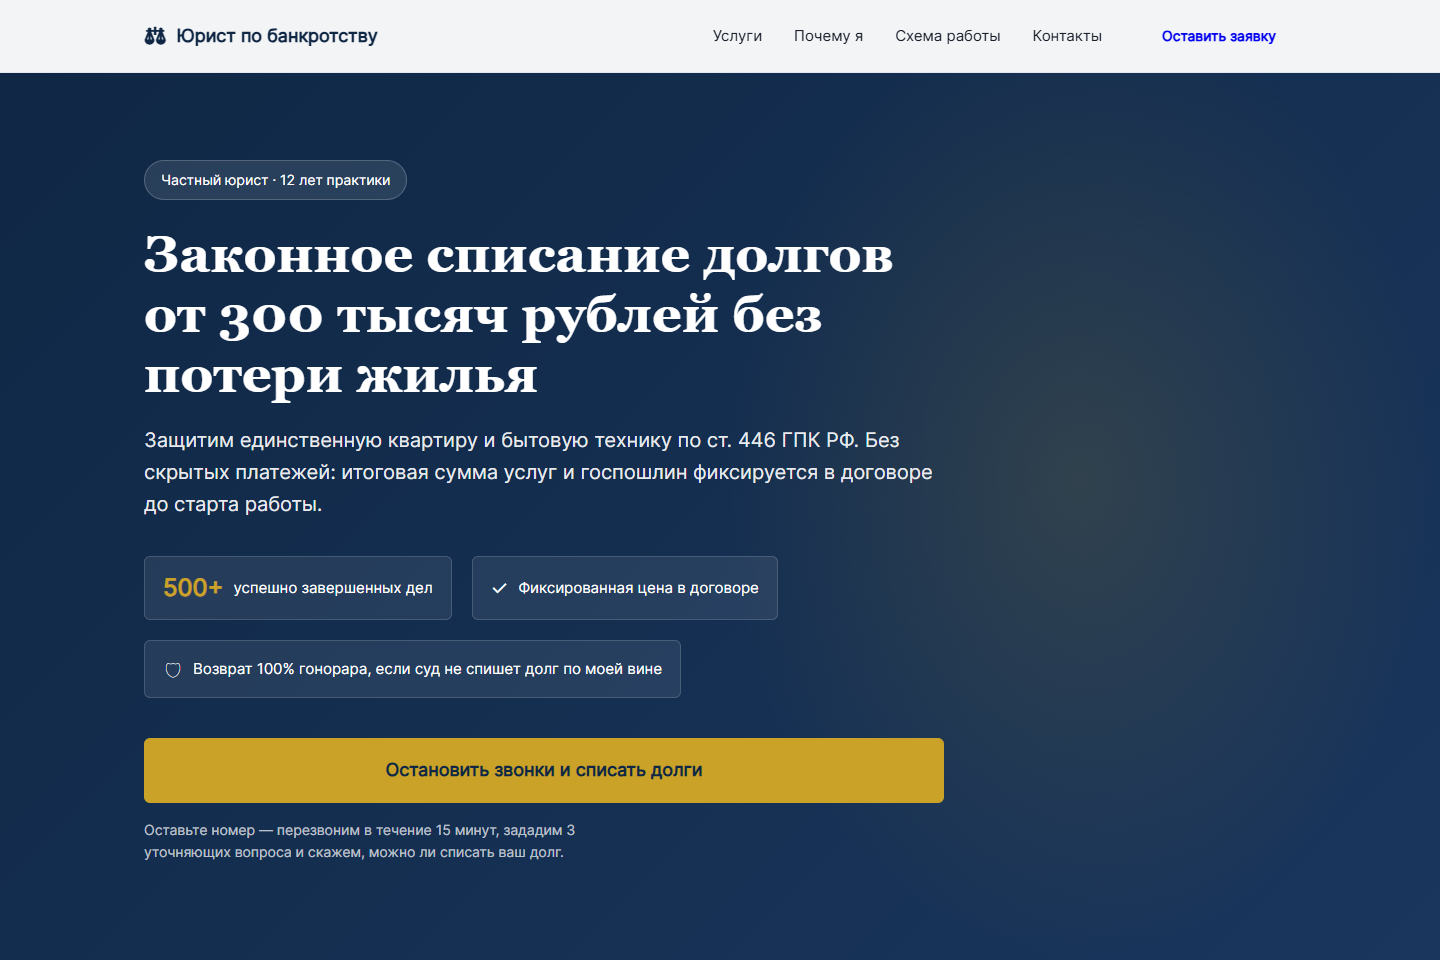 Юрист по банкротству
Услуги
Почему я
Схема работы
Контакты
Оставить заявку
Частный юрист · 12 лет практики
Законное списание долгов
от 300 тысяч рублей без
потери жилья
Защитим единственную квартиру и бытовую технику по ст. 446 ГПК РФ. Без
скрытых платежей: итоговая сумма услуг и госпошлин фиксируется в договоре
до старта работы.
500+ успешно завершенных дел
Фиксированная цена в договоре
Возврат 100% гонорара, если суд не спишет долг по моей вине
Остановить звонки и списать долги
Оставьте номер — перезвоним в течение 15 минут, зададим 3
уточняющих вопроса и скажем, можно ли списать ваш долг.